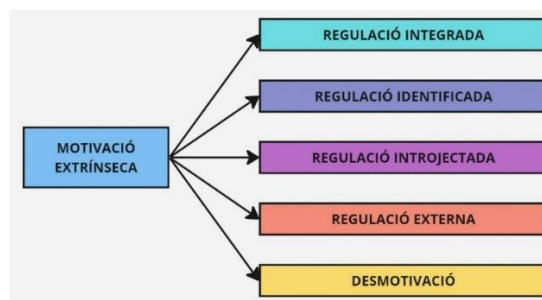 MOTIVACIÓ
EXTRÍNSECA
REGULACIÓ INTEGRADA
REGULACIÓ IDENTIFICADA
REGULACIÓ INTROJECTADA
REGULACIÓ EXTERNA
DESMOTIVACIÓ